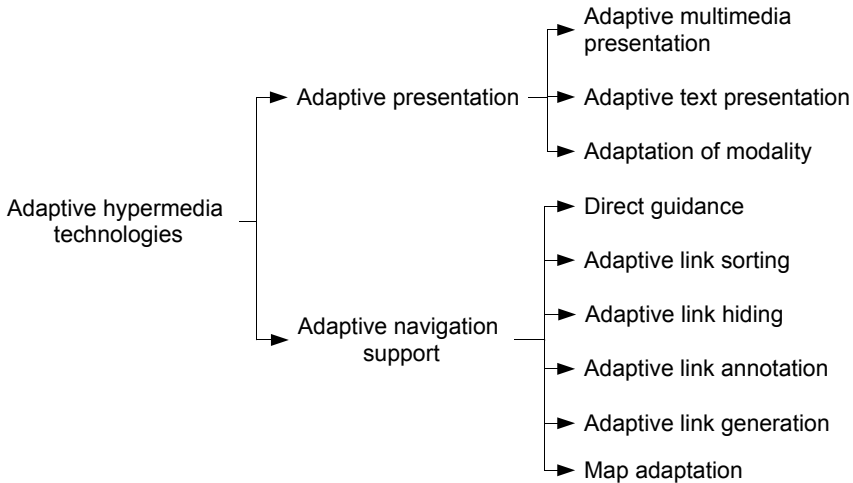 Adaptive multimedia
presentation
Adaptive presentation
Adaptive text presentation
Adaptation of modality
Adaptive hypermedia
technologies
Direct guidance
Adaptive link sorting
Adaptive navigation
support
Adaptive link hiding
Adaptive link annotation
Adaptive link generation
Map adaptation